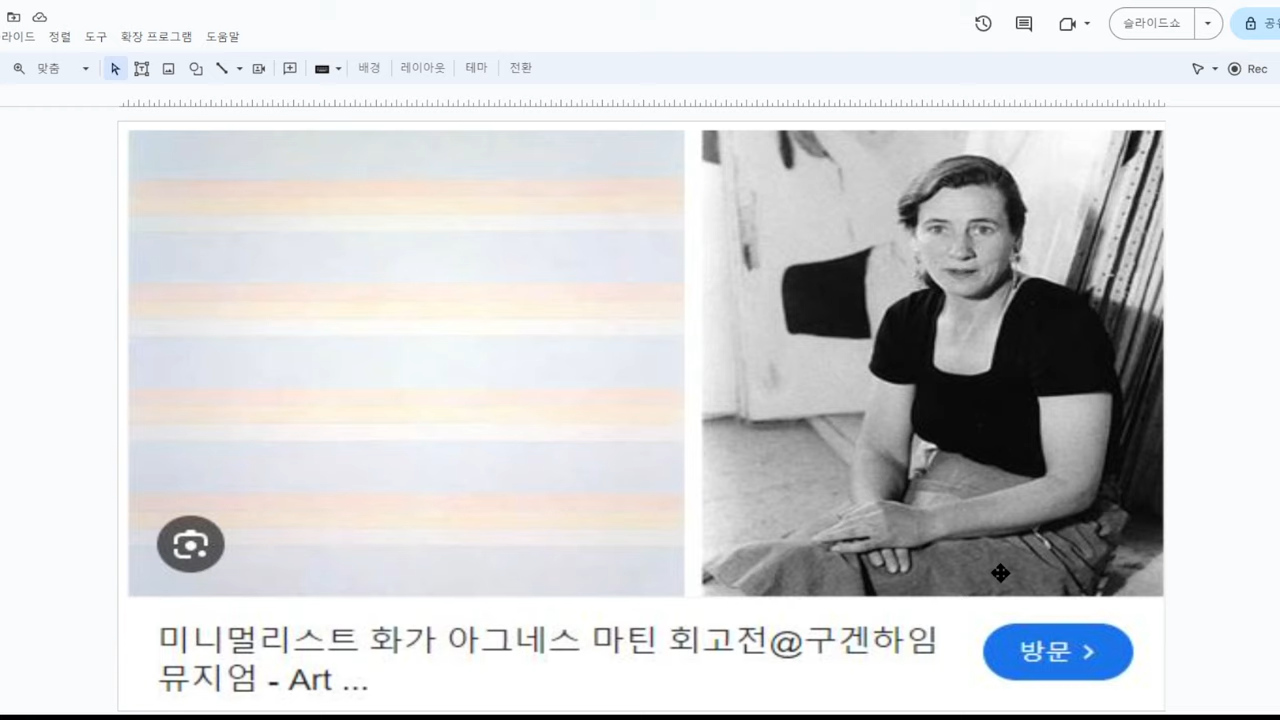 라이드 정렬 도구 확장 프로그램 도움말
슬라이드쇼
맞춤 배경 레이아웃 테마 전환 Rec
미니멀리스트 화가 아그네스 마틴 회고전@구겐하임
뮤지엄 - Art ...
방문